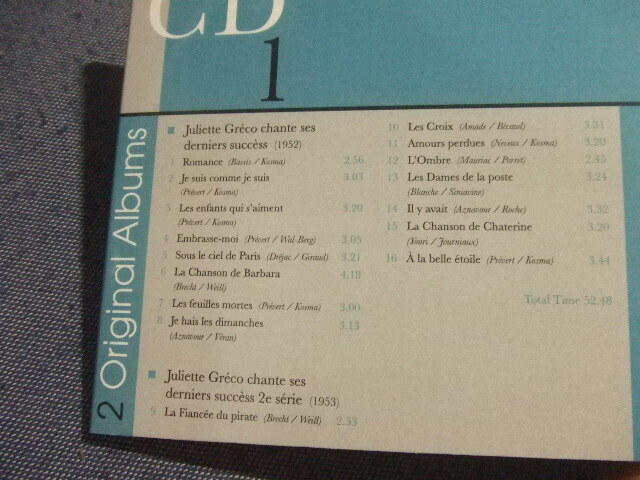 CD
1
2 Original Albums
Juliette Gréco chante ses
derniers succèss (1952)
1 Romance (Bassis / Kosma) 2.56
2 Je suis comme je suis 3.03
(Prévert / Kosma)
3 Les enfants qui s'aiment 3.20
(Prévert / Kosma)
4 Embrasse-moi (Prévert / Wal-Berg) 3.05
5 Sous le ciel de Paris (Dréjac / Giraud) 3.21
6 La Chanson de Barbara 4.18
(Brecht / Weill)
7 Les feuilles mortes (Prévert / Kosma) 3.00
8 Je hais les dimanches 3.13
(Aznavour / Véran)
Juliette Gréco chante ses
derniers succèss 2e série (1953)
9 La Fiancée du pirate (Brecht / Weill) 2.53
10 Les Croix (Amade / Bécaud) 3.31
11 Amours perdues (Neveux / Kosma) 3.20
12 L'Ombre (Mauriac / Perret) 2.45
13 Les Dames de la poste 3.24
(Blanche / Siniavine)
14 Il y avait (Aznavour / Roche) 3.32
15 La Chanson de Chaterine 3.20
(Youri / Journiaux)
16 À la belle étoile (Prévert / Kosma) 3.44
Total Time 52.48